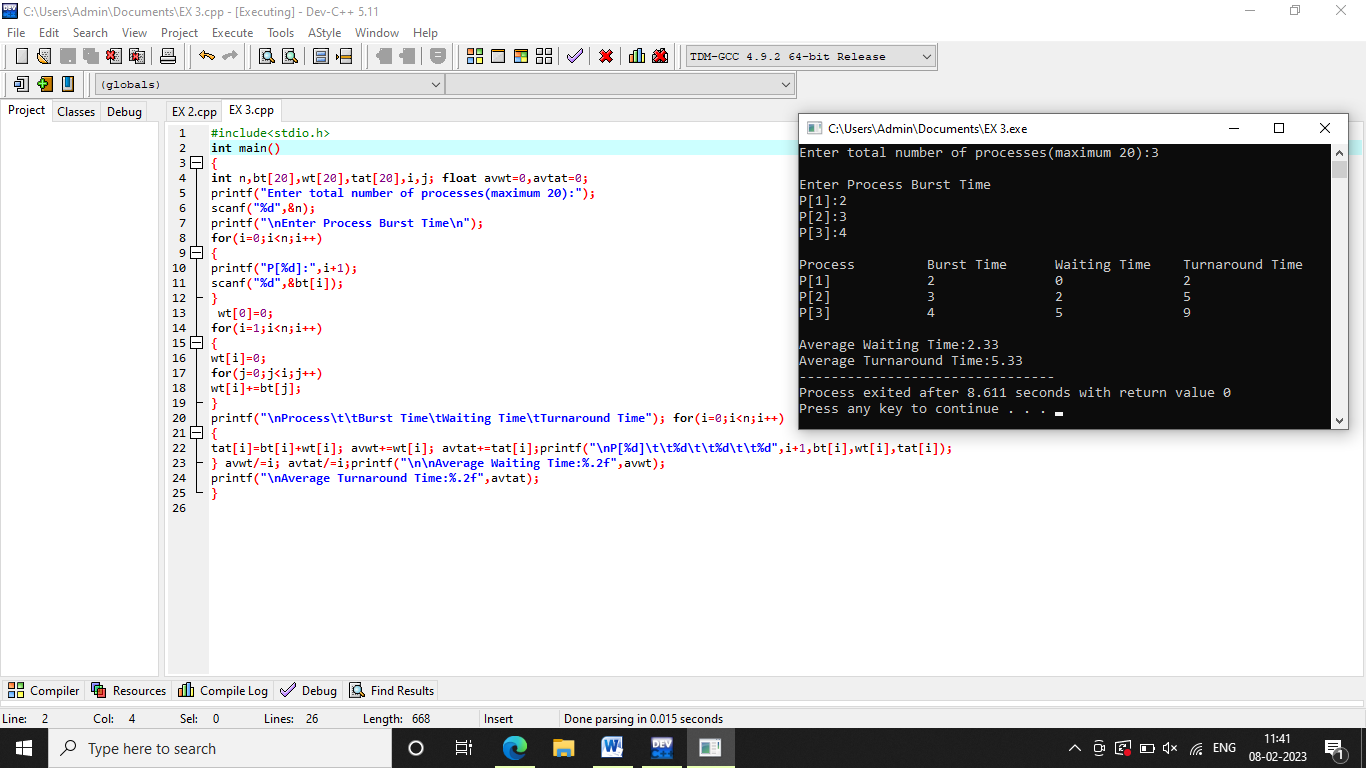 C:\Users\Admin\Documents\EX 3.cpp - [Executing] - Dev-C++ 5.11
File Edit Search View Project Execute Tools AStyle Window Help
TDM-GCC 4.9.2 64-bit Release
(globals)
Project Classes Debug EX 2.cpp EX 3.cpp
1 #include<stdio.h>
2 int main()
3 {
4 int n,bt[20],wt[20],tat[20],i,j; float avwt=0,avtat=0;
5 printf("Enter total number of processes(maximum 20):");
6 scanf("%d",&n);
7 printf("\nEnter Process Burst Time\n");
8 for(i=0;i<n;i++)
9 {
10 printf("P[%d]:",i+1);
11 scanf("%d",&bt[i]);
12 }
13 wt[0]=0;
14 for(i=1;i<n;i++)
15 {
16 wt[i]=0;
17 for(j=0;j<i;j++)
18 wt[i]+=bt[j];
19 }
20 printf("\nProcess\t\tBurst Time\tWaiting Time\tTurnaround Time"); for(i=0;i<n;i++)
21 {
22 tat[i]=bt[i]+wt[i]; avwt+=wt[i]; avtat+=tat[i];printf("\nP[%d]\t\t%d\t\t%d\t\t%d",i+1,bt[i],wt[i],tat[i]);
23 } avwt/=i; avtat/=i;printf("\n\nAverage Waiting Time:%.2f",avwt);
24 printf("\nAverage Turnaround Time:%.2f",avtat);
25 }
26
C:\Users\Admin\Documents\EX 3.exe
Enter total number of processes(maximum 20):3
Enter Process Burst Time
P[1]:2
P[2]:3
P[3]:4
Process Burst Time Waiting Time Turnaround Time
P[1] 2 0 2
P[2] 3 2 5
P[3] 4 5 9
Average Waiting Time:2.33
Average Turnaround Time:5.33
--------------------------------
Process exited after 8.611 seconds with return value 0
Press any key to continue . . .
Compiler Resources Compile Log Debug Find Results
Line: 2 Col: 4 Sel: 0 Lines: 26 Length: 668 Insert Done parsing in 0.015 seconds
Type here to search
ENG
11:41
08-02-2023
1